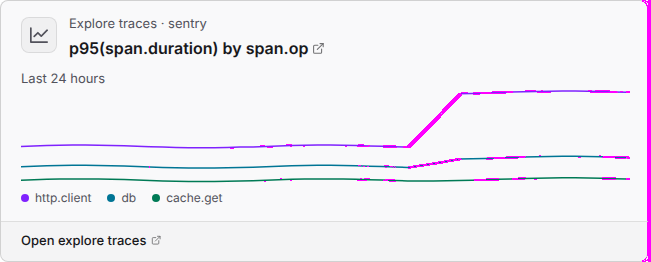 Explore traces · sentry
p95(span.duration) by span.op
Last 24 hours
http.client db cache.get
Open explore traces